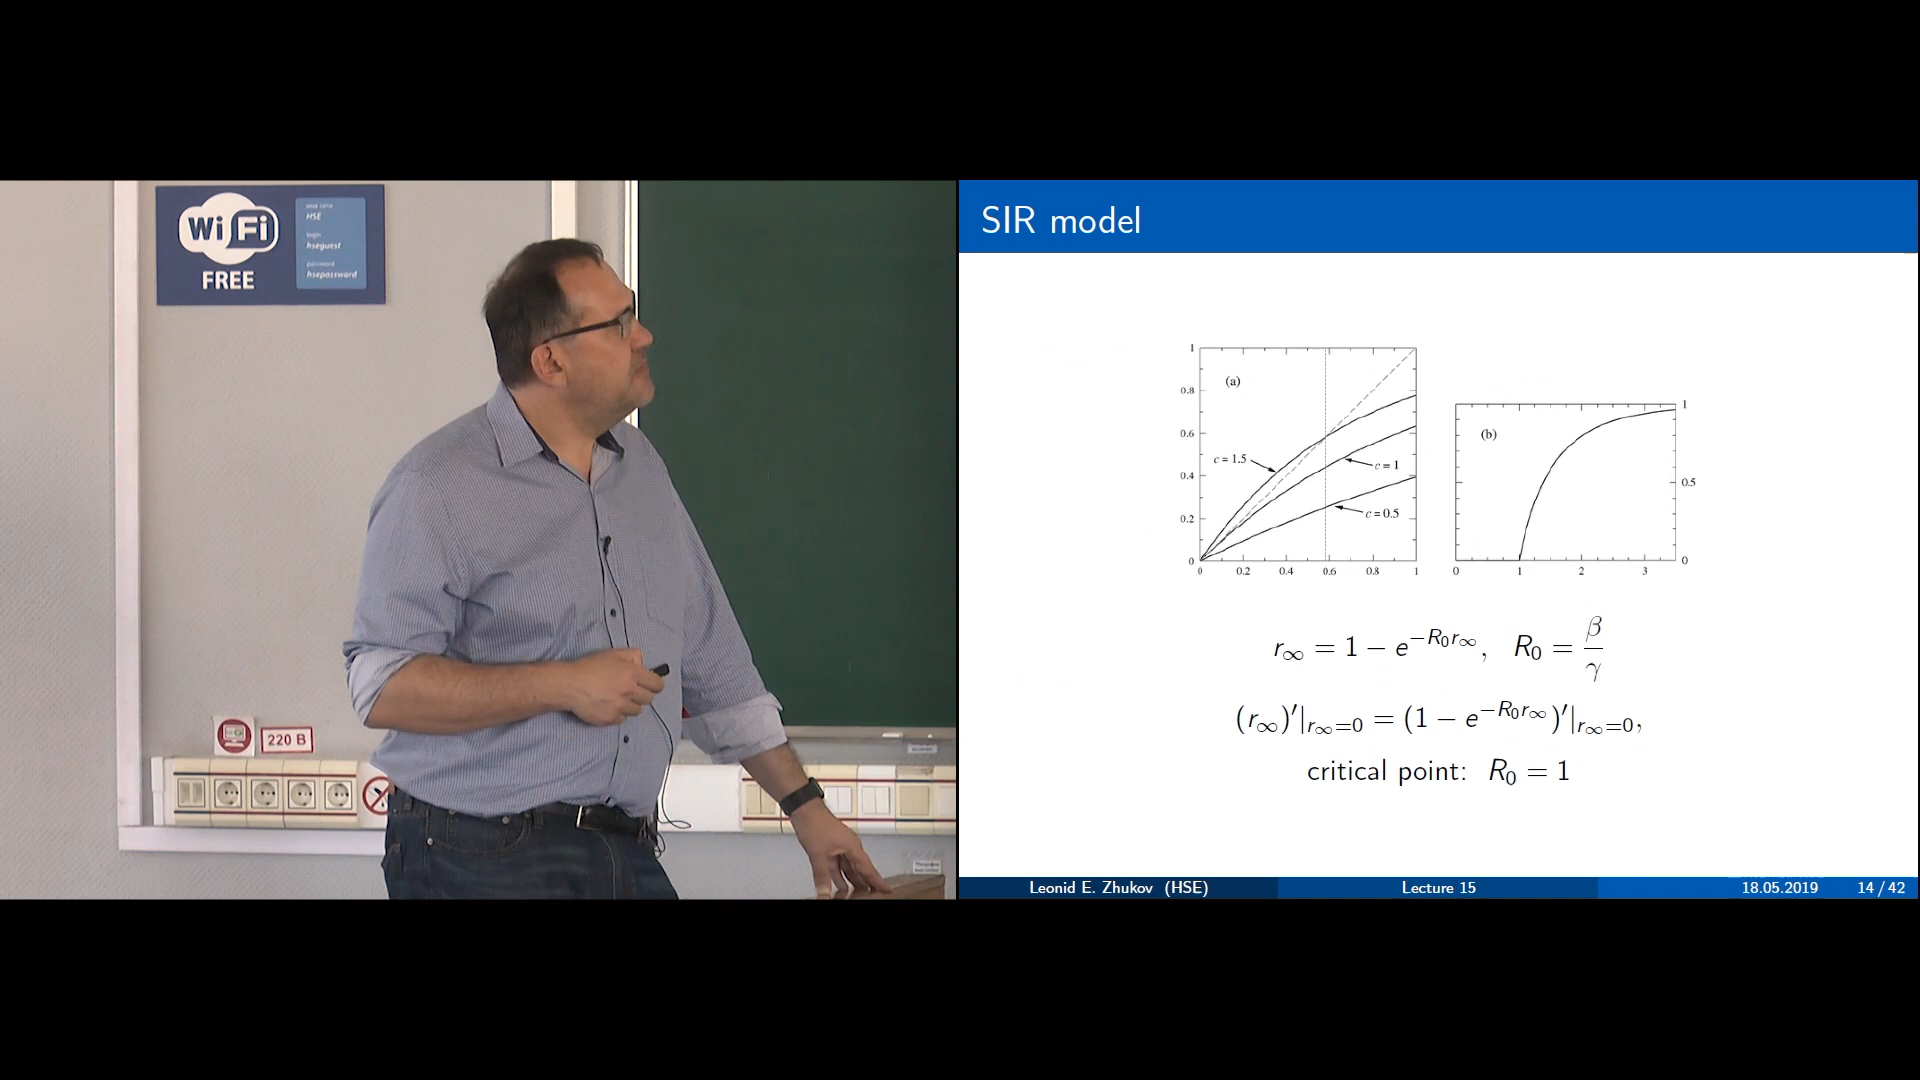 Wi Fi
FREE
HSE
login
hseguest
password
hsepassword
220 В
SIR model
(a)
1
0.8
0.6
0.4
0.2
0
0 0.2 0.4 0.6 0.8 1
c = 1.5
c = 1
c = 0.5
(b)
1
0.5
0
0 1 2 3
r∞ = 1 − e^{−R₀r∞}, R₀ = β/γ
(r∞)′|r∞=0 = (1 − e^{−R₀r∞})′|r∞=0,
critical point: R₀ = 1
Leonid E. Zhukov (HSE) Lecture 15 18.05.2019 14 / 42